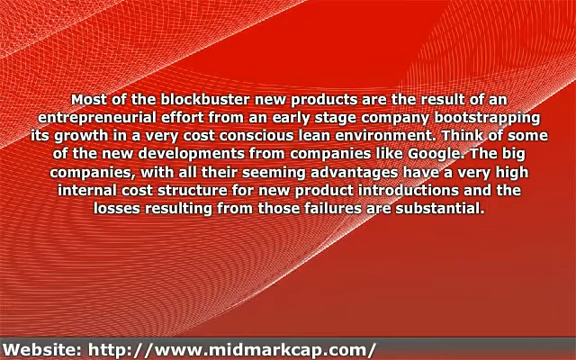 Most of the blockbuster new products are the result of an
entrepreneurial effort from an early stage company bootstrapping
its growth in a very cost conscious lean environment. Think of some
of the new developments from companies like Google. The big
companies, with all their seeming advantages have a very high
internal cost structure for new product introductions and the
losses resulting from those failures are substantial.
Website: http://www.midmarkcap.com/